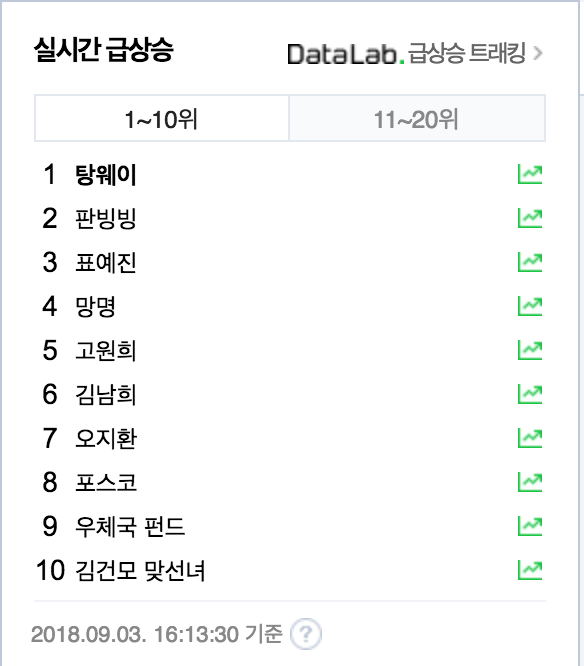 실시간 급상승
DataLab. 급상승 트래킹 >
1~10위 11~20위
1 탕웨이
2 판빙빙
3 표예진
4 망명
5 고원희
6 김남희
7 오지환
8 포스코
9 우체국 펀드
10 김건모 맞선녀
2018.09.03. 16:13:30 기준 ?